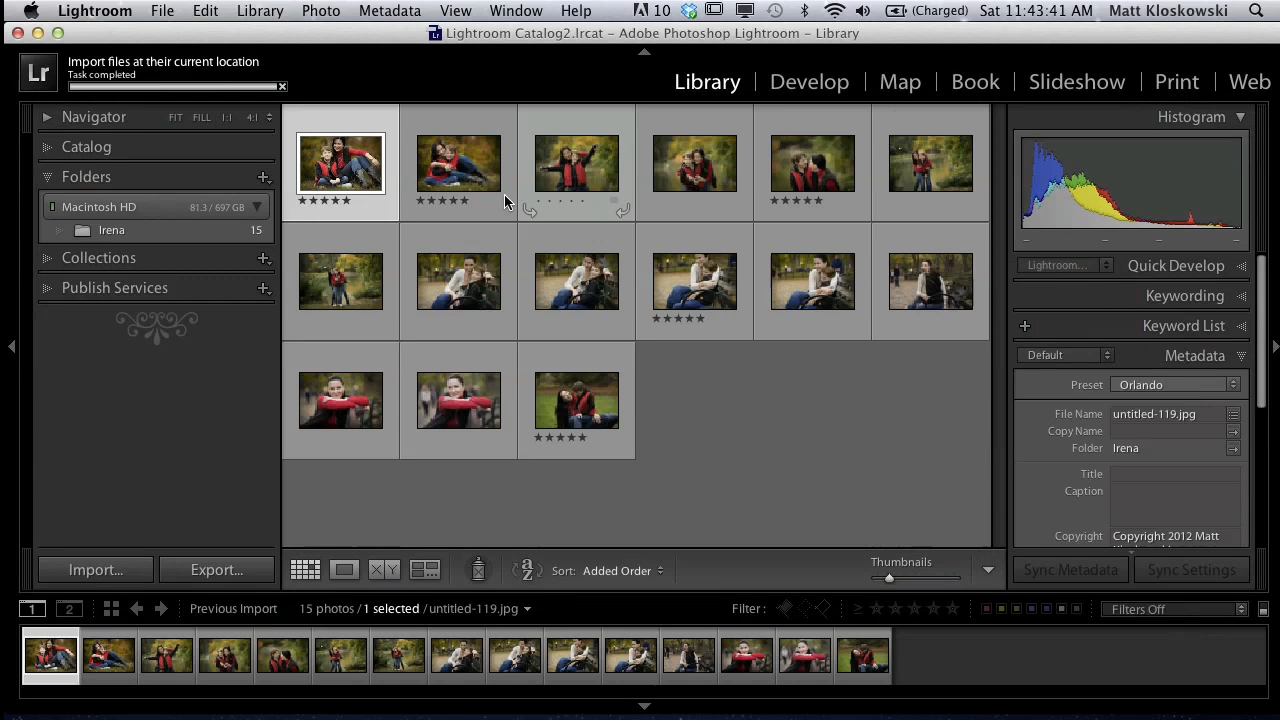 Lightroom File Edit Library Photo Metadata View Window Help 10 (Charged) Sat 11:43:41 AM Matt Kloskowski
Lightroom Catalog2.lrcat - Adobe Photoshop Lightroom - Library
Lr Import files at their current location
Task completed
Library | Develop | Map | Book | Slideshow | Print | Web
Navigator FIT FILL 1:1 4:1
Catalog
Folders
Macintosh HD 81.3 / 697 GB
Irena 15
Collections
Publish Services
Import...
Export...
Histogram
Lightroom... Quick Develop
Keywording
Keyword List
Default Metadata
Preset Orlando
File Name untitled-119.jpg
Copy Name
Folder Irena
Title
Caption
Copyright Copyright 2012 Matt
Sync Metadata Sync Settings
XY Sort: Added Order Thumbnails
1 2 Previous Import 15 photos / 1 selected / untitled-119.jpg Filter : Filters Off